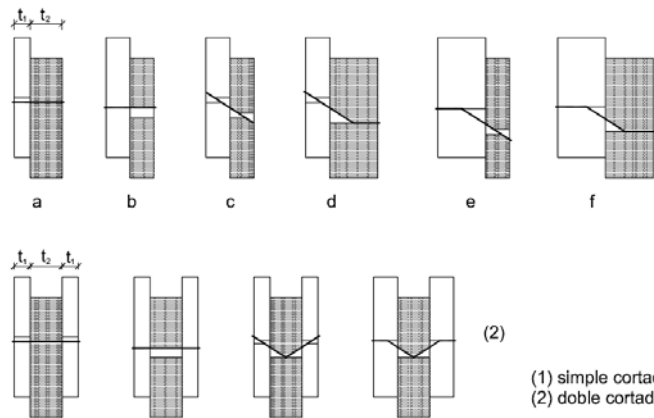 t₁ t₂
a b c d e f
t₁ t₂ t₁
(2)
(1) simple
(2) doble